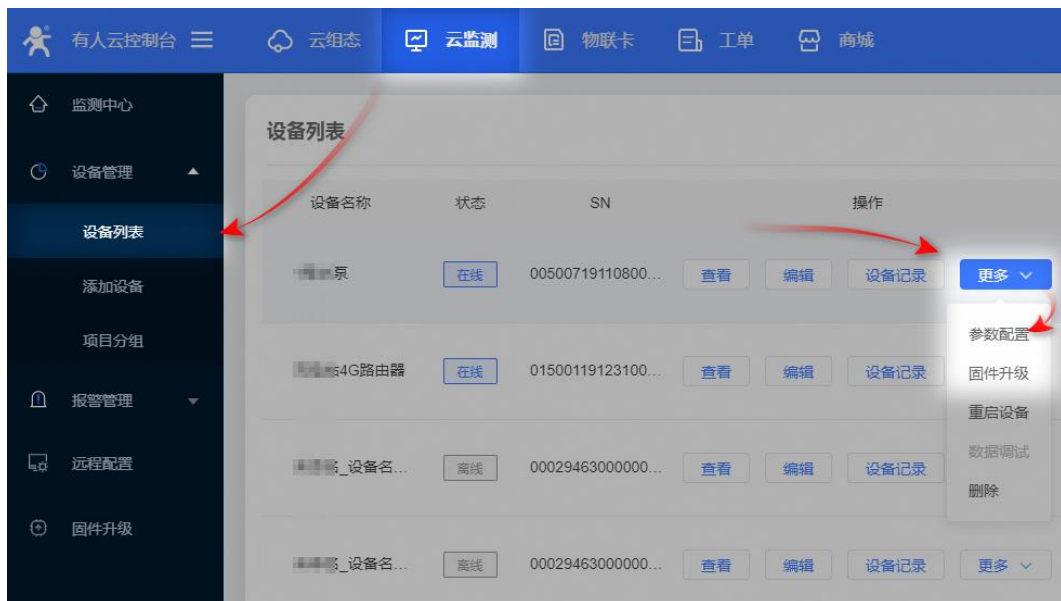 有人云控制台 云组态 云监测 物联卡 工单 商城
监测中心
设备管理
设备列表
添加设备
项目分组
报警管理
远程配置
固件升级
设备列表
设备名称 状态 SN 操作
泵 在线 00500719110800... 查看 编辑 设备记录 更多
4G路由器 在线 01500119123100... 查看 编辑 设备记录
_设备名... 离线 00029463000000... 查看 编辑 设备记录
_设备名... 离线 00029463000000... 查看 编辑 设备记录 更多
参数配置
固件升级
重启设备
数据调试
删除